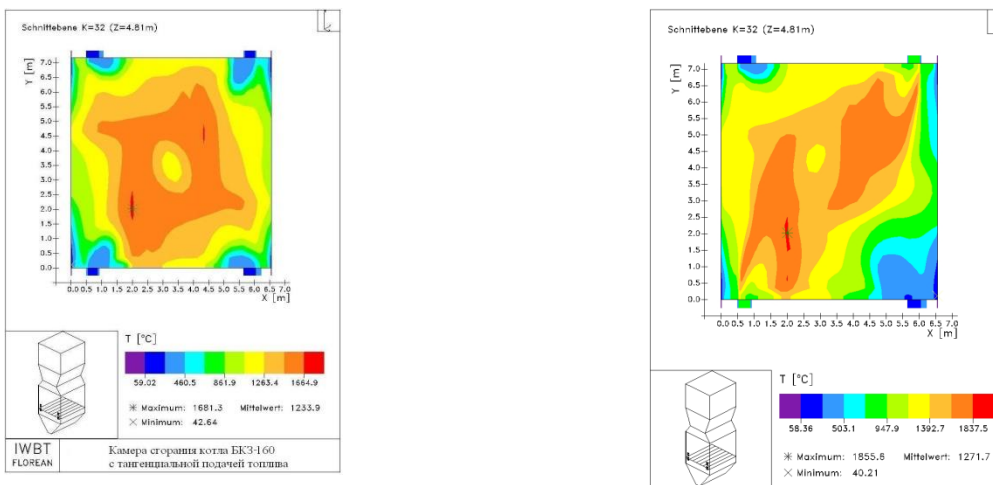 Schnittebene K=32 (Z=4.81m)
Y [m]
7.0
6.5
6.0
5.5
5.0
4.5
4.0
3.5
3.0
2.5
2.0
1.5
1.0
0.5
0.0
0.0 0.5 1.0 1.5 2.0 2.5 3.0 3.5 4.0 4.5 5.0 5.5 6.0 6.5 7.0
X [m]
T [°C]
59.02 460.5 861.9 1263.4 1664.9
Maximum: 1681.3 Mittelwert: 1233.9
Minimum: 42.64
IWBT
FLOREAN
Камера сгорания котла БКЗ-160
с тангенциальной подачей топлива
Schnittebene K=32 (Z=4.81m)
Y [m]
7.0
6.5
6.0
5.5
5.0
4.5
4.0
3.5
3.0
2.5
2.0
1.5
1.0
0.5
0.0
0.0 0.5 1.0 1.5 2.0 2.5 3.0 3.5 4.0 4.5 5.0 5.5 6.0 6.5 7.0
X [m]
T [°C]
58.36 503.1 947.9 1392.7 1837.5
Maximum: 1855.6 Mittelwert: 1271.7
Minimum: 40.21